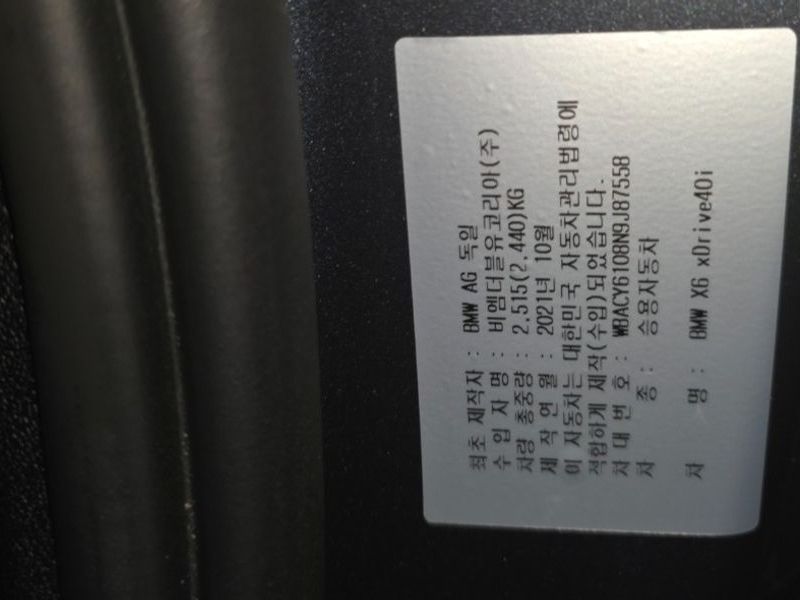 최초 제작자 : BMW AG 독일
수 입 자 명 : 비엠더블유코리아(주)
차량 총중량 : 2,515(2,440)KG
제 작 연 월 : 2021년 10월
이 자동차는 대한민국 자동차관리법령에
적합하게 제작(수입)되었습니다.
차 대 번 호 : WBACY6108N9J87558
차 종 : 승용자동차
차 명 : BMW X6 xDrive40i